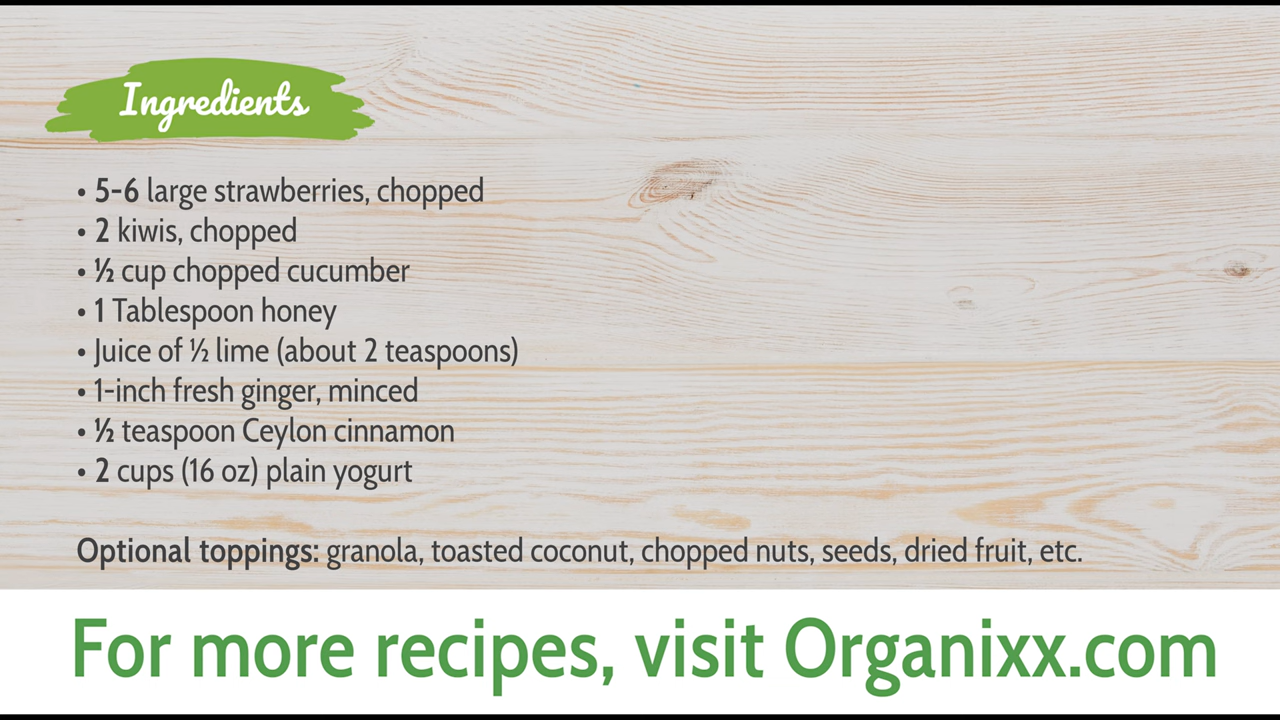 Ingredients
• 5-6 large strawberries, chopped
• 2 kiwis, chopped
• ½ cup chopped cucumber
• 1 Tablespoon honey
• Juice of ½ lime (about 2 teaspoons)
• 1-inch fresh ginger, minced
• ½ teaspoon Ceylon cinnamon
• 2 cups (16 oz) plain yogurt
Optional toppings: granola, toasted coconut, chopped nuts, seeds, dried fruit, etc.
For more recipes, visit Organixx.com